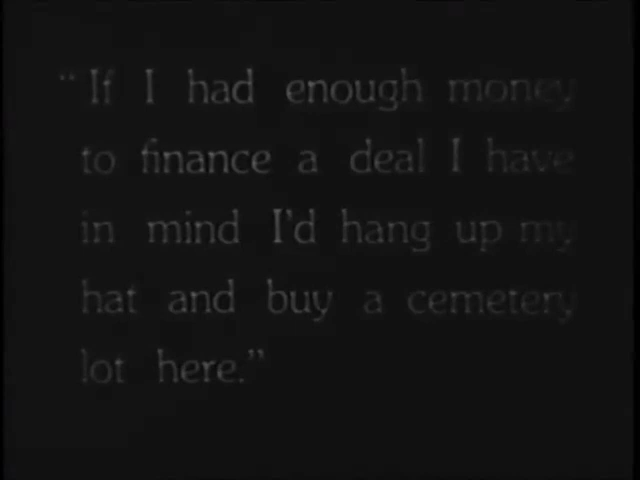 “If I had enough money
to finance a deal I have
in mind I'd hang up my
hat and buy a cemetery
lot here.”